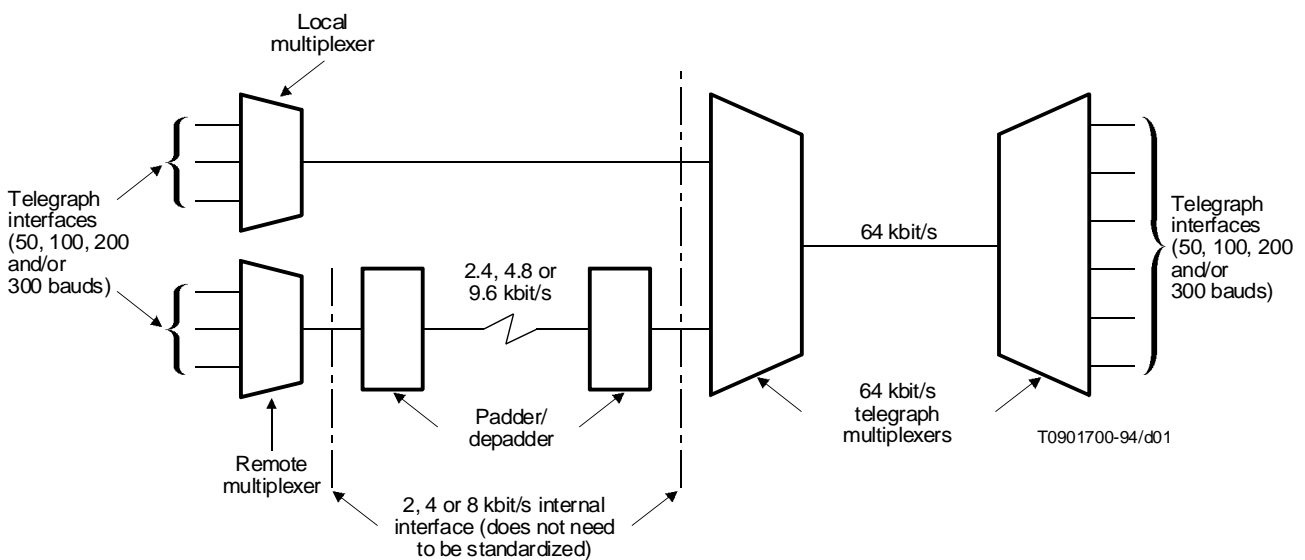 Local
multiplexer
Telegraph
interfaces
(50, 100, 200
and/or
300 bauds)
2.4, 4.8 or
9.6 kbit/s
64 kbit/s
Telegraph
interfaces
(50, 100, 200
and/or
300 bauds)
Padder/
depadder
64 kbit/s
telegraph
multiplexers
T0901700-94/d01
Remote
multiplexer
2, 4 or 8 kbit/s internal
interface (does not need
to be standardized)